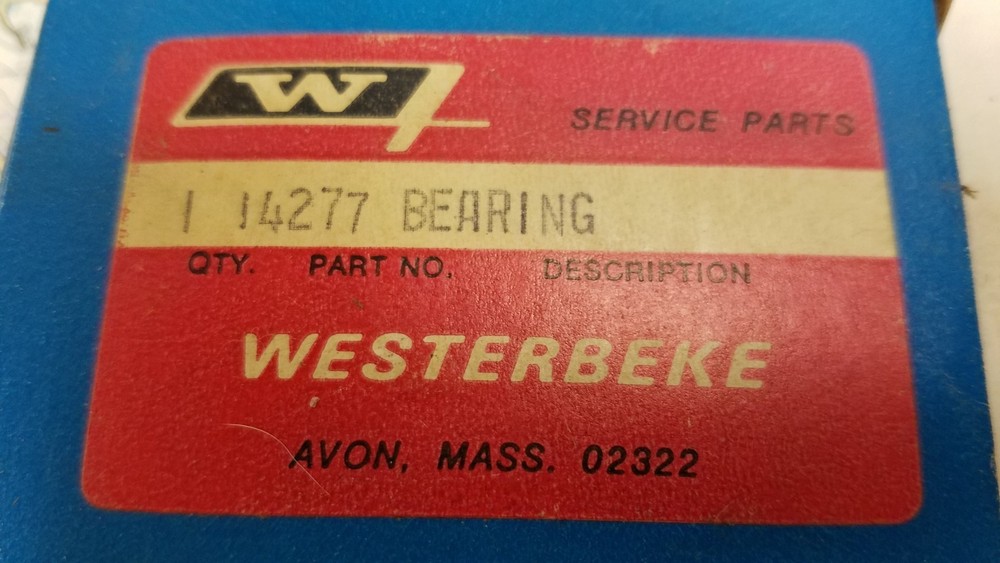 W
SERVICE PARTS
1 14277 BEARING
QTY. PART NO. DESCRIPTION
WESTERBEKE
AVON, MASS. 02322